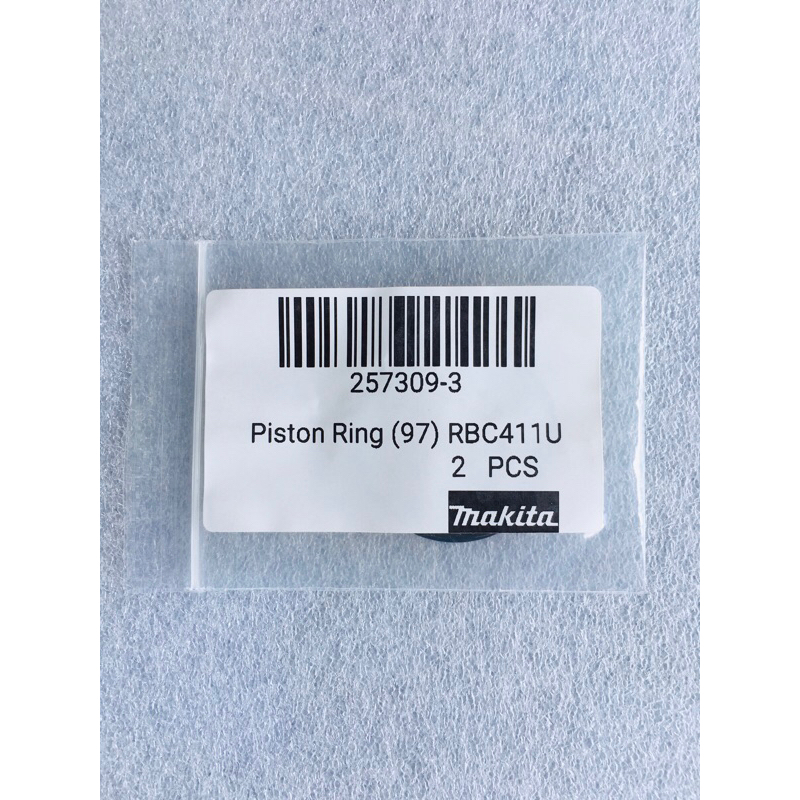 257309-3
Piston Ring (97) RBC411U
2 PCS
makita